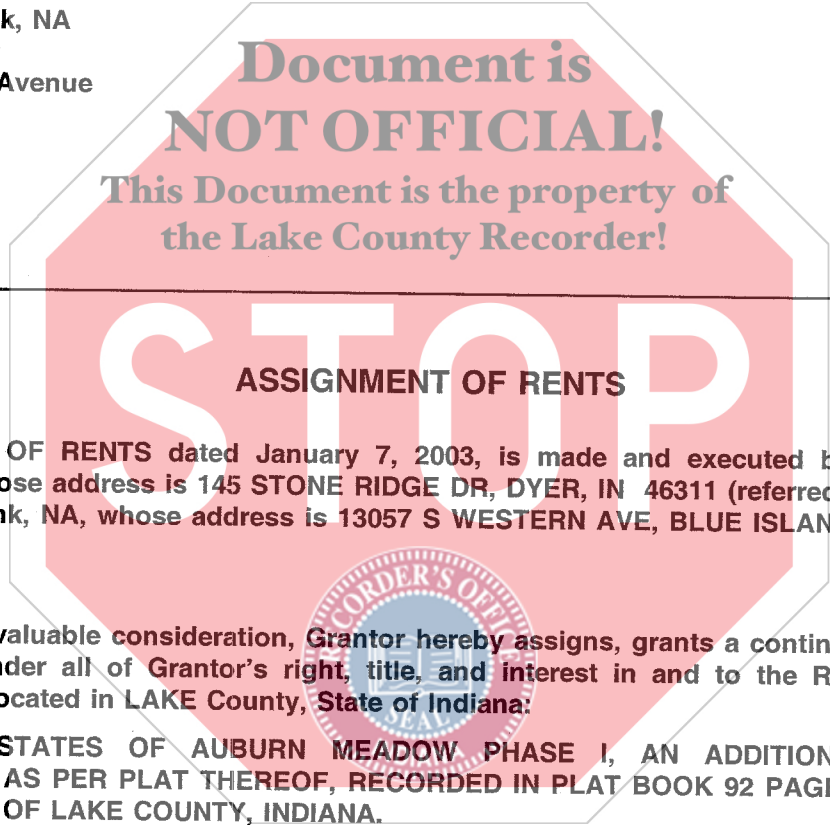 k, NA
Avenue
Document is
NOT OFFICIAL!
This Document is the property of
the Lake County Recorder!
STOP
ASSIGNMENT OF RENTS
OF RENTS dated January 7, 2003, is made and executed b
ose address is 145 STONE RIDGE DR, DYER, IN 46311 (referred
nk, NA, whose address is 13057 S WESTERN AVE, BLUE ISLAN
RECORDER'S OFFICE
valuable consideration, Grantor hereby assigns, grants a contin
nder all of Grantor's right, title, and interest in and to the R
ocated in LAKE County, State of Indiana:
SEAL
STATES OF AUBURN MEADOW PHASE I, AN ADDITION
AS PER PLAT THEREOF, RECORDED IN PLAT BOOK 92 PAGE
OF LAKE COUNTY, INDIANA.